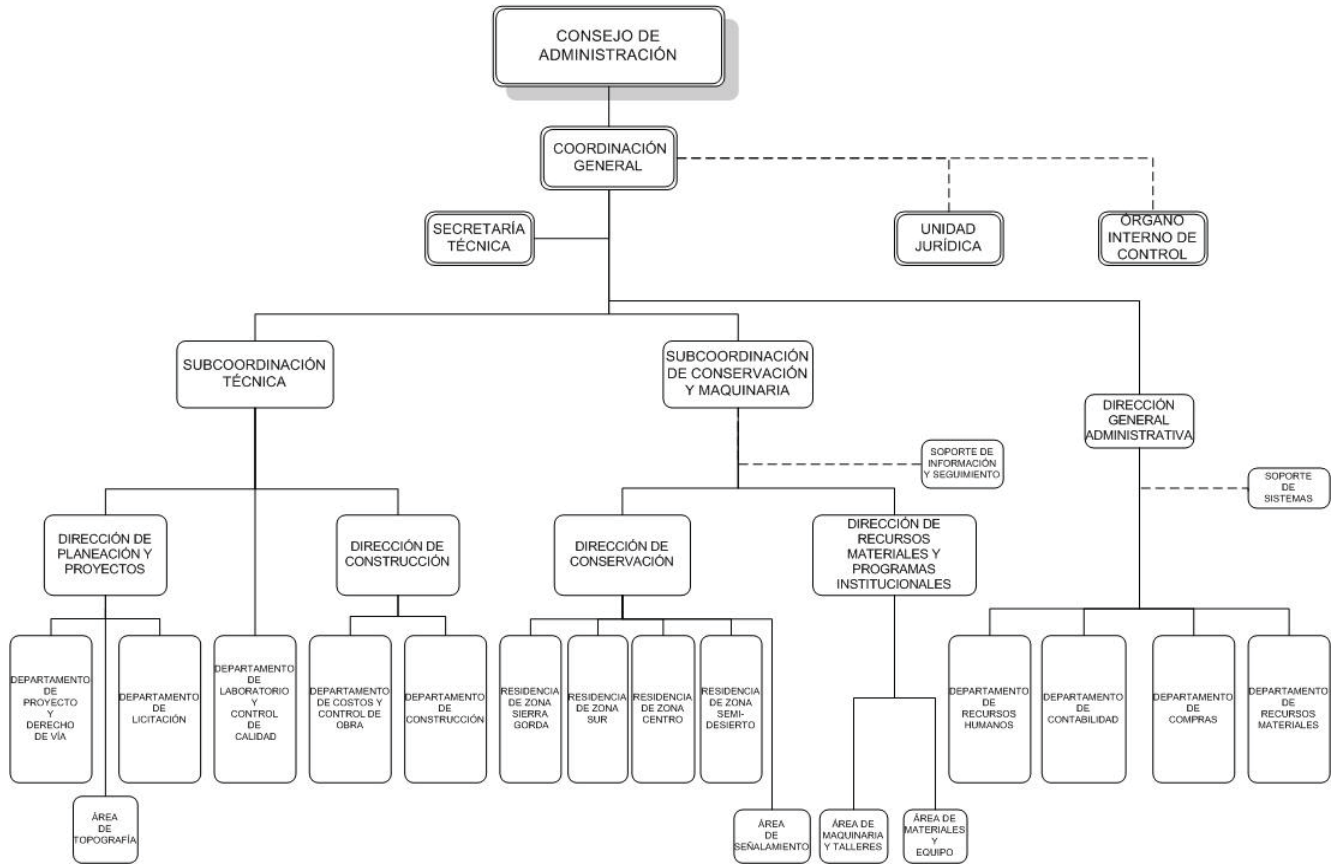 CONSEJO DE
ADMINISTRACIÓN
COORDINACIÓN
GENERAL
SECRETARÍA
TÉCNICA
UNIDAD
JURÍDICA
ÓRGANO
INTERNO DE
CONTROL
SUBCOORDINACIÓN
TÉCNICA
SUBCOORDINACIÓN
DE CONSERVACIÓN
Y MAQUINARIA
DIRECCIÓN
GENERAL
ADMINISTRATIVA
SOPORTE DE
INFORMACIÓN
Y SEGUIMIENTO
SOPORTE
DE
SISTEMAS
DIRECCIÓN DE
PLANEACIÓN Y
PROYECTOS
DIRECCIÓN DE
CONSTRUCCIÓN
DIRECCIÓN DE
CONSERVACIÓN
DIRECCIÓN DE
RECURSOS
MATERIALES Y
PROGRAMAS
INSTITUCIONALES
DEPARTAMENTO
DE
PROYECTO
Y
DERECHO
DE VÍA
DEPARTAMENTO
DE
LICITACIÓN
DEPARTAMENTO
DE
LABORATORIO
Y
CONTROL
DE
CALIDAD
DEPARTAMENTO
DE COSTOS Y
CONTROL DE
OBRA
DEPARTAMENTO
DE
CONSTRUCCIÓN
RESIDENCIA
DE ZONA
SIERRA
GORDA
RESIDENCIA
DE ZONA
SUR
RESIDENCIA
DE ZONA
CENTRO
RESIDENCIA
DE ZONA
SEMI-
DESIERTO
DEPARTAMENTO
DE
RECURSOS
HUMANOS
DEPARTAMENTO
DE
CONTABILIDAD
DEPARTAMENTO
DE
COMPRAS
DEPARTAMENTO
DE
RECURSOS
MATERIALES
ÁREA
DE
TOPOGRAFÍA
ÁREA
DE
SEÑALAMIENTO
ÁREA DE
MAQUINARIA
Y TALLERES
ÁREA DE
MATERIALES
Y
EQUIPO